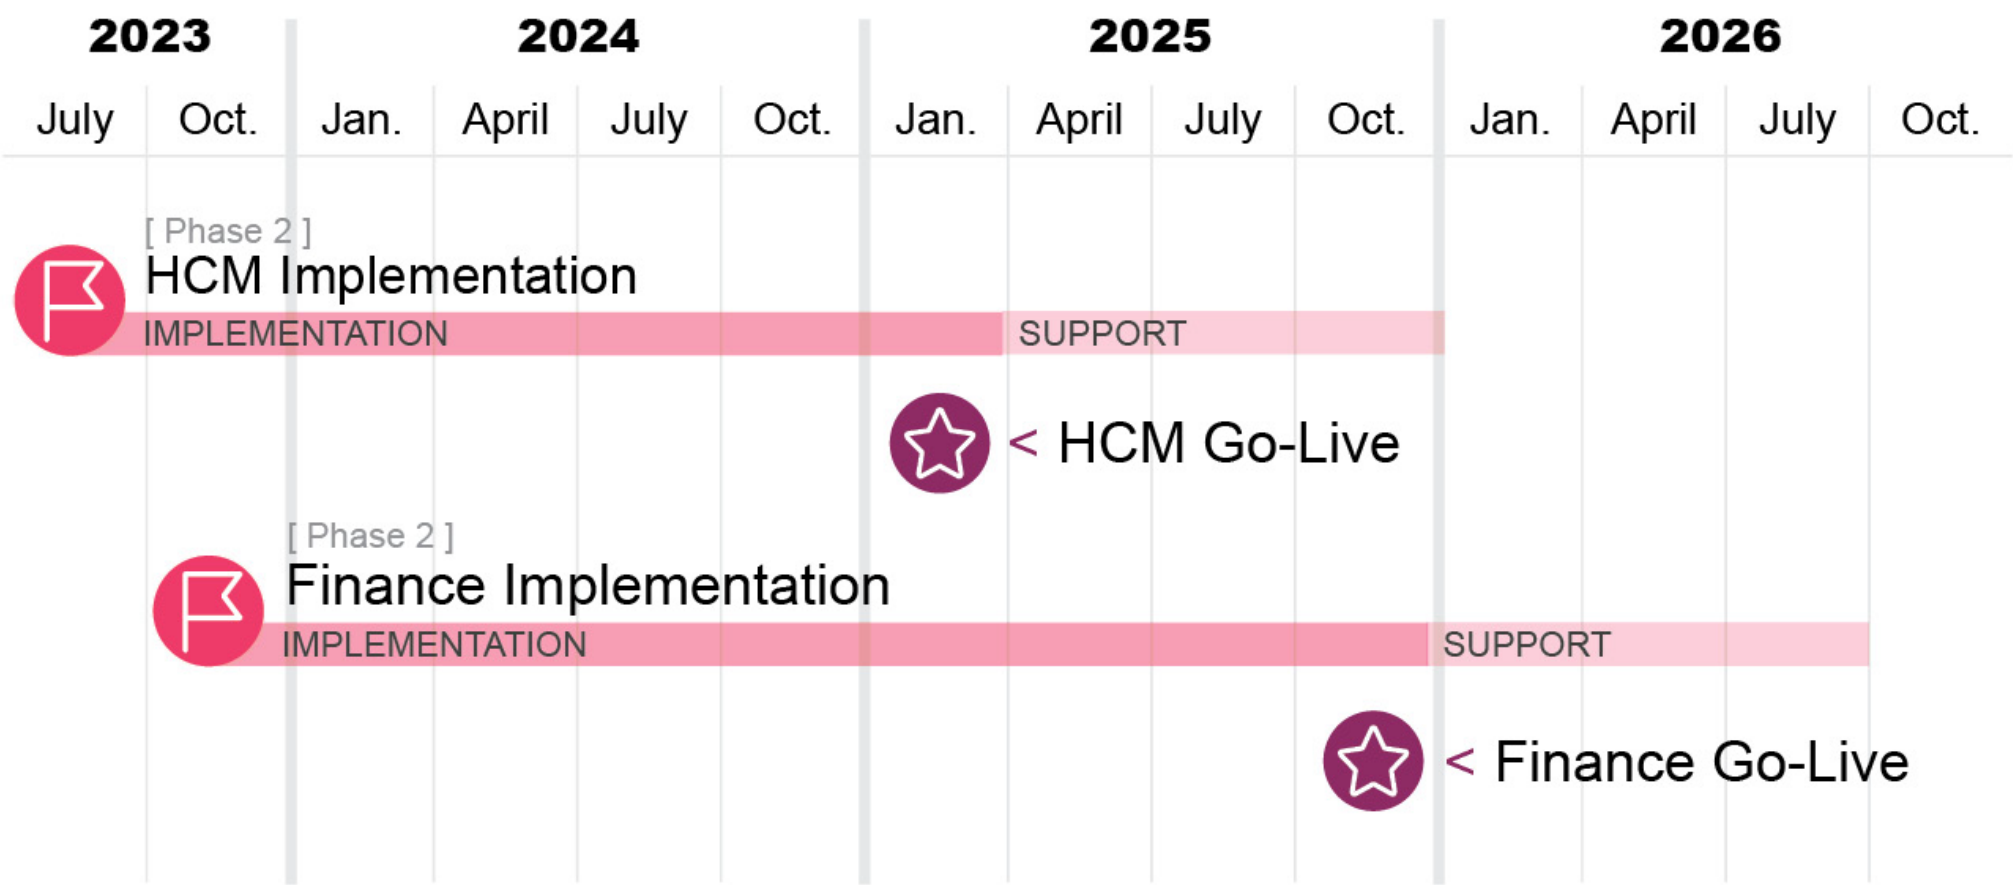 2023 2024 2025 2026
July Oct. Jan. April July Oct. Jan. April July Oct. Jan. April July Oct.
[ Phase 2 ]
HCM Implementation
IMPLEMENTATION SUPPORT
< HCM Go-Live
[ Phase 2 ]
Finance Implementation
IMPLEMENTATION SUPPORT
< Finance Go-Live